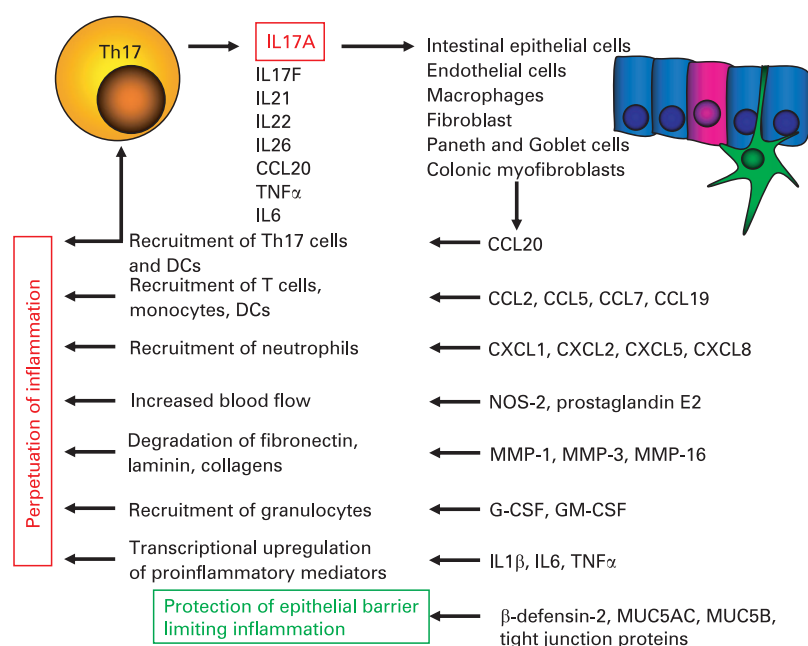 Th17
IL17A
IL17F
IL21
IL22
IL26
CCL20
TNFα
IL6
Intestinal epithelial cells
Endothelial cells
Macrophages
Fibroblast
Paneth and Goblet cells
Colonic myofibroblasts
Perpetuation of inflammation
Recruitment of Th17 cells
and DCs
CCL20
Recruitment of T cells,
monocytes, DCs
CCL2, CCL5, CCL7, CCL19
Recruitment of neutrophils
CXCL1, CXCL2, CXCL5, CXCL8
Increased blood flow
NOS-2, prostaglandin E2
Degradation of fibronectin,
laminin, collagens
MMP-1, MMP-3, MMP-16
Recruitment of granulocytes
G-CSF, GM-CSF
Transcriptional upregulation
of proinflammatory mediators
IL1β, IL6, TNFα
Protection of epithelial barrier
limiting inflammation
β-defensin-2, MUC5AC, MUC5B,
tight junction proteins